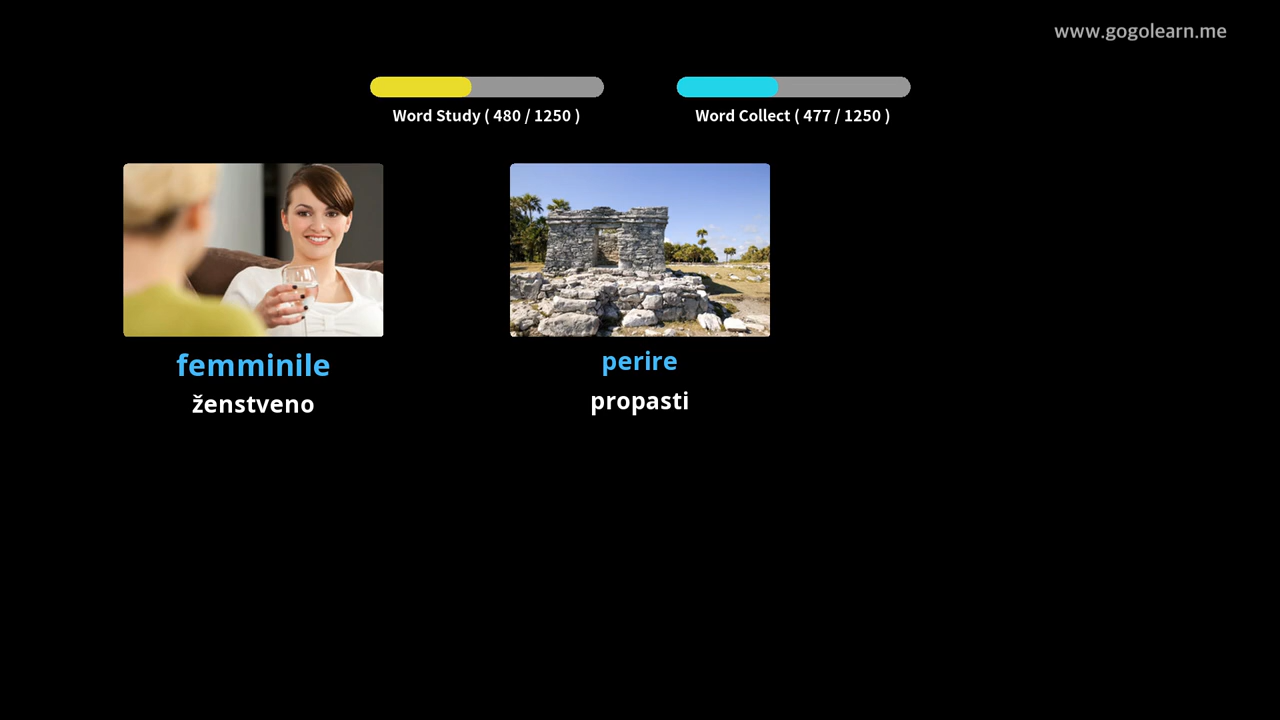 www.gogolearn.me
Word Study ( 480 / 1250 )
Word Collect ( 477 / 1250 )
femminile
ženstveno
perire
propasti